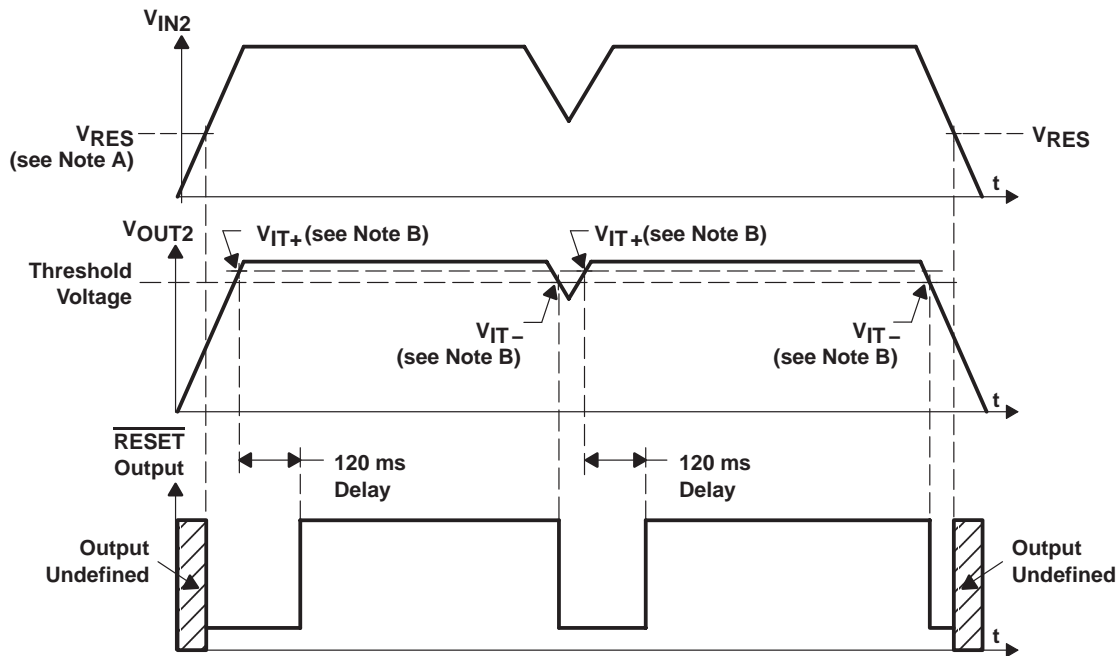 VIN2
VRES
(see Note A)
VRES
t
VOUT2
VIT+ (see Note B)
VIT+ (see Note B)
Threshold
Voltage
VIT−
(see Note B)
VIT−
(see Note B)
t
RESET
Output
120 ms
Delay
120 ms
Delay
Output
Undefined
Output
Undefined
t